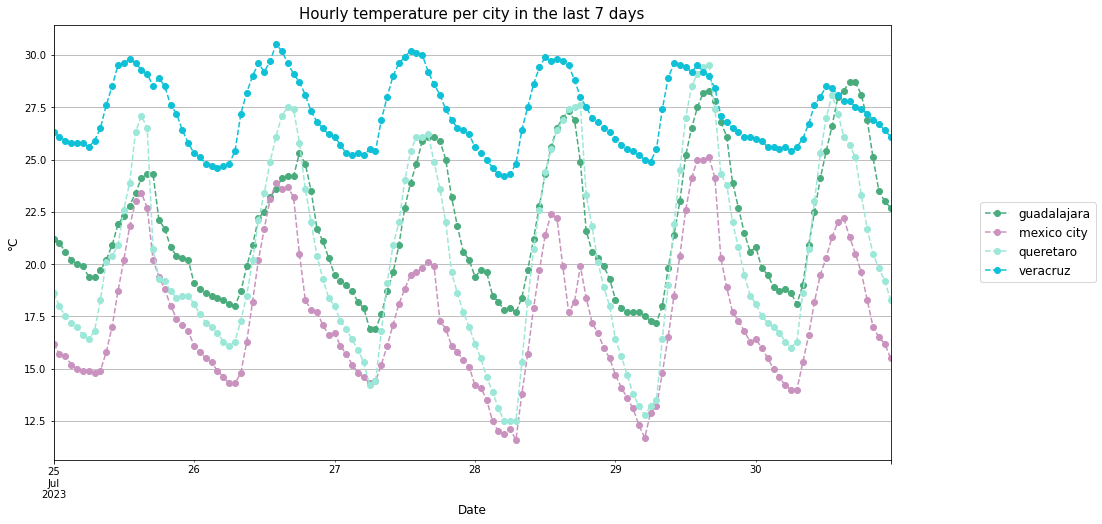 Hourly temperature per city in the last 7 days
°C
30.0
27.5
25.0
22.5
20.0
17.5
15.0
12.5
25 26 27 28 29 30
Jul
2023
Date
guadalajara
mexico city
queretaro
veracruz